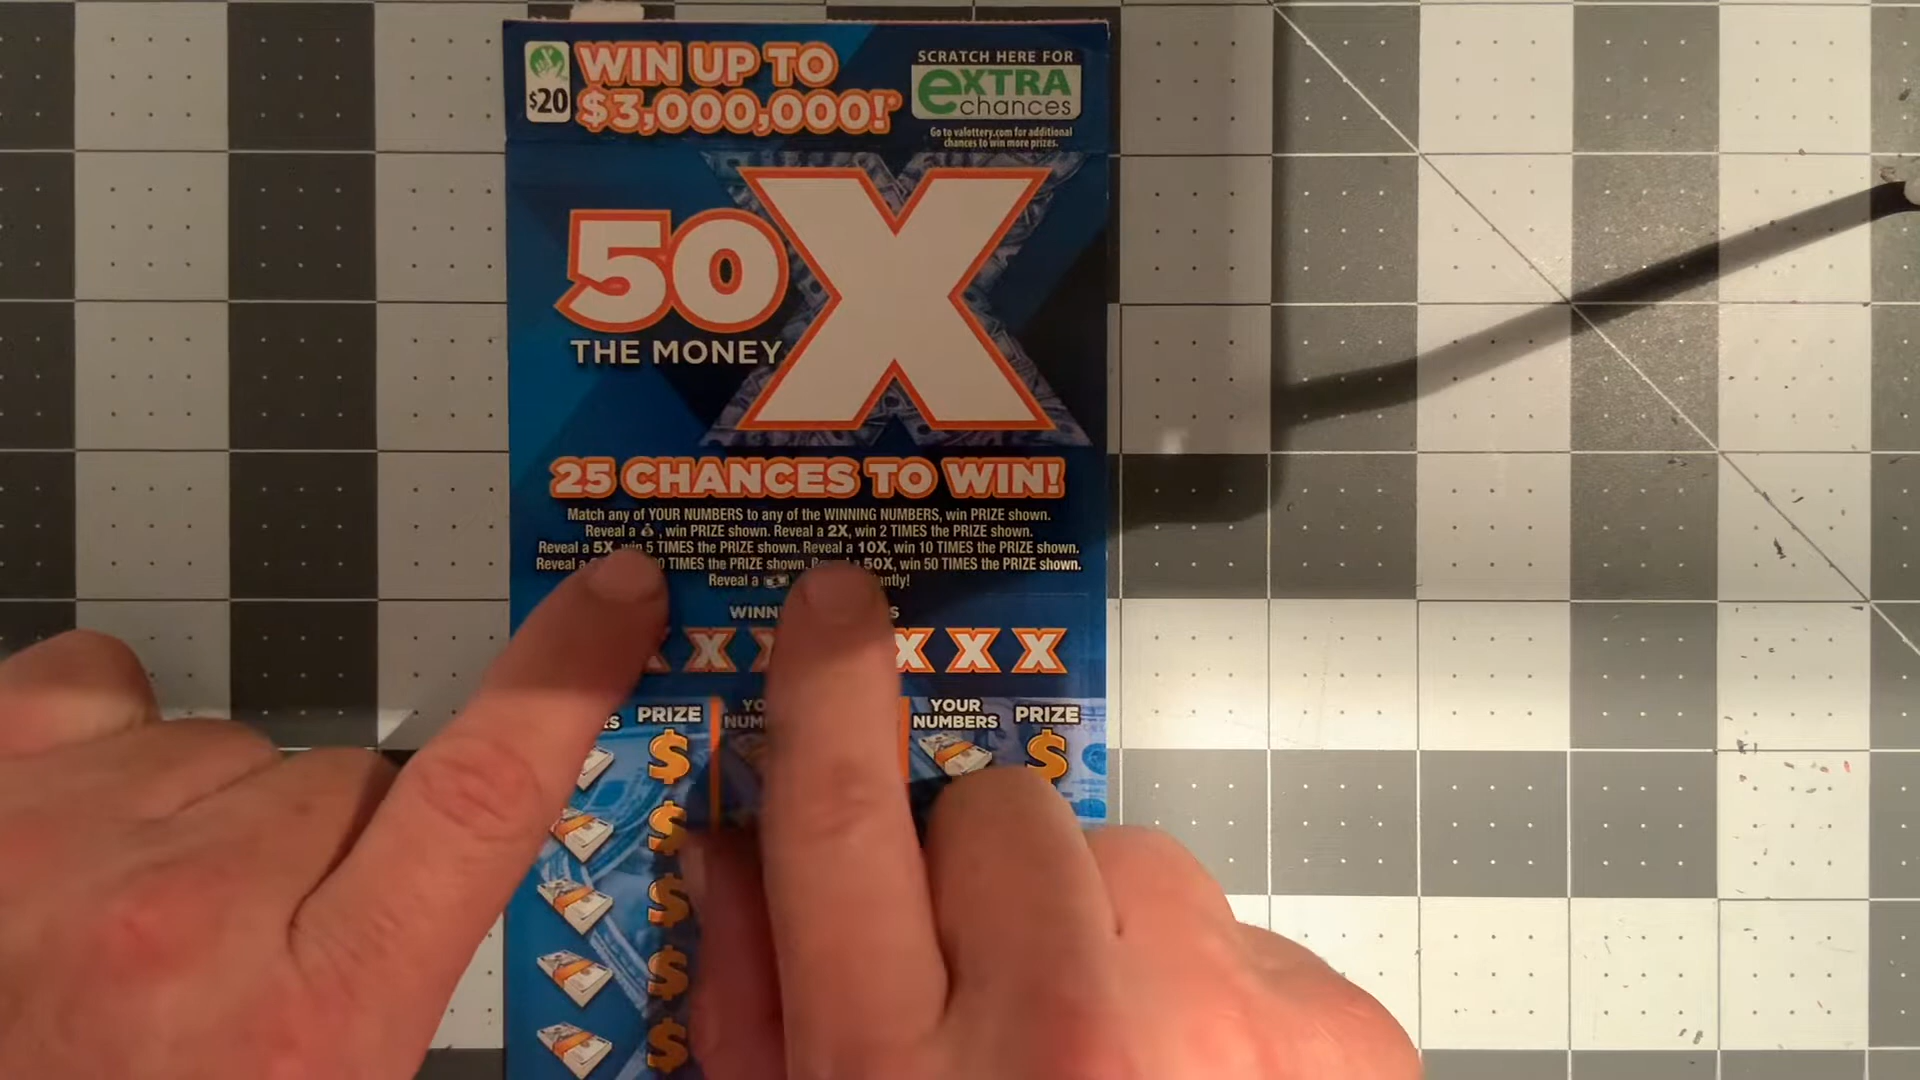 $20
WIN UP TO
$3,000,000!*
SCRATCH HERE FOR
eXTRA
chances
Go to valottery.com for additional
chances to win more prizes.
50X
THE MONEY
25 CHANCES TO WIN!
Match any of YOUR NUMBERS to any of the WINNING NUMBERS, win PRIZE shown.
Reveal a , win PRIZE shown. Reveal a 2X, win 2 TIMES the PRIZE shown.
Reveal a 5X, win 5 TIMES the PRIZE shown. Reveal a 10X, win 10 TIMES the PRIZE shown.
Reveal a TIMES the PRIZE shown. a 50X, win 50 TIMES the PRIZE shown.
Reveal a
X X X X X
PRIZE
YOUR
NUMBERS
PRIZE
$ $
$
$
$
$